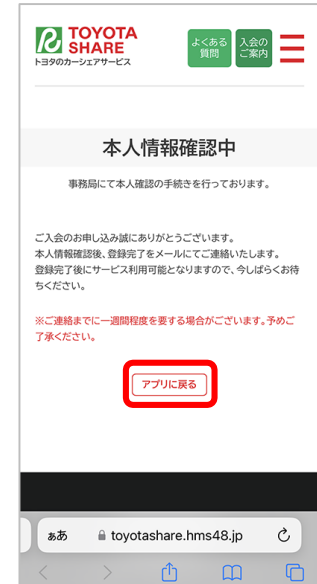 TOYOTA
SHARE
トヨタのカーシェアサービス
よくある
質問
入会の
ご案内
本人情報確認中
事務局にて本人確認の手続きを行っております。
ご入会のお申し込み誠にありがとうございます。
本人情報確認後、登録完了をメールにてご連絡いたします。
登録完了後にサービス利用可能となりますので、今しばらくお待
ちください。
※ご連絡までに一週間程度を要する場合がございます。予めご
了承ください。
アプリに戻る
ぁあ
toyotashare.hms48.jp